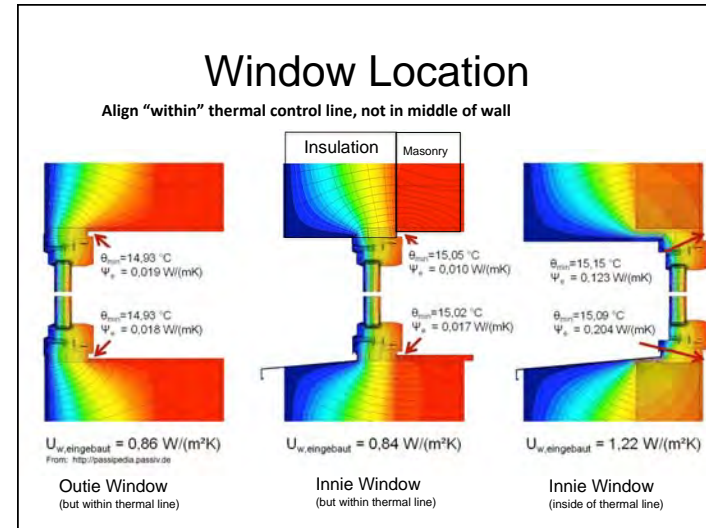 Window Location
Align “within” thermal control line, not in middle of wall
Insulation
Masonry
θmin=14,93 °C
Ψe = 0,019 W/(mK)
θmin=14,93 °C
Ψe = 0,018 W/(mK)
Uw,eingebaut = 0,86 W/(m²K)
From: http://passipedia.passiv.de
Outie Window
(but within thermal line)
θmin=15,05 °C
Ψe = 0,010 W/(mK)
θmin=15,02 °C
Ψe = 0,017 W/(mK)
Uw,eingebaut = 0,84 W/(m²K)
Innie Window
(but within thermal line)
θmin=15,15 °C
Ψe = 0,123 W/(mK)
θmin=15,09 °C
Ψe = 0,204 W/(mK)
Uw,eingebaut = 1,22 W/(m²K)
Innie Window
(inside of thermal line)